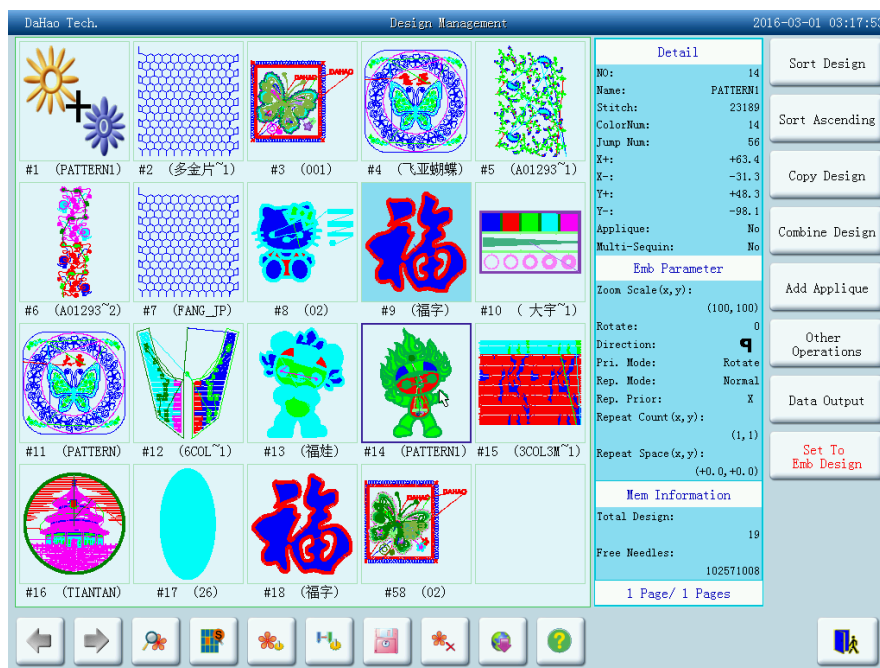 DaHao Tech.
Design Management
2016-03-01 03:17:53
#1 (PATTERN1)
#2 (多金片~1)
#3 (001)
#4 (飞亚蝴蝶)
#5 (A01293~1)
#6 (A01293~2)
#7 (FANG_JP)
#8 (02)
#9 (福字)
#10 ( 大字~1)
#11 (PATTERN)
#12 (6COL~1)
#13 (福娃)
#14 (PATTERN1)
#15 (3COL3M~1)
#16 (TIANTAN)
#17 (26)
#18 (福字)
#58 (02)
DAHAO
DAHAO
DAHAO
Detail
NO: 14
Name: PATTERN1
Stitch: 23189
ColorNum: 14
Jump Num: 56
X+: +63.4
X-: -31.3
Y+: +48.3
Y-: -98.1
Applique: No
Multi-Sequin: No
Emb Parameter
Zoom Scale(x, y):
(100, 100)
Rotate: 0
Direction:
Pri. Mode: Rotate
Rep. Mode: Normal
Rep. Prior: X
Repeat Count(x, y):
(1, 1)
Repeat Space(x, y):
(+0.0, +0.0)
Mem Information
Total Design:
19
Free Needles:
102571008
1 Page/ 1 Pages
Sort Design
Sort Ascending
Copy Design
Combine Design
Add Applique
Other
Operations
Data Output
Set To
Emb Design